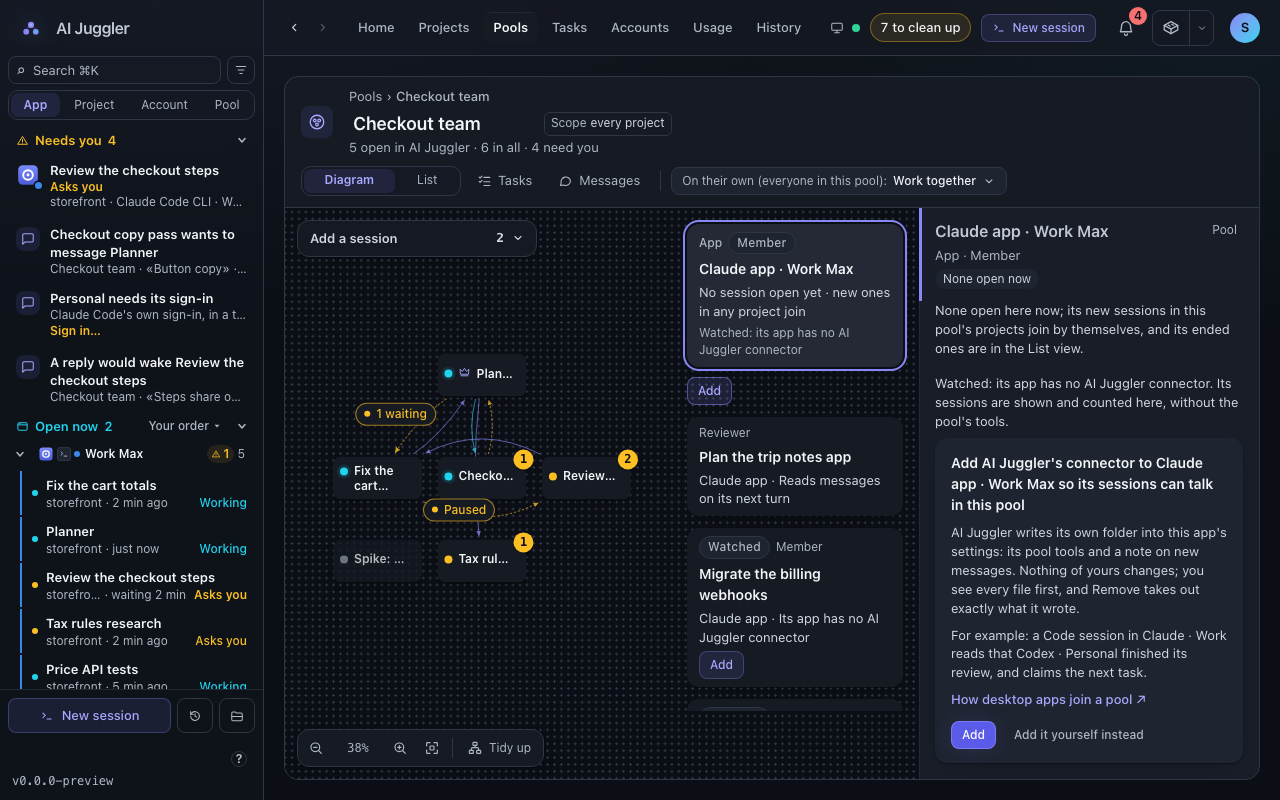 AI Juggler
Search ⌘K
App Project Account Pool
Needs you 4
Review the checkout steps
Asks you
storefront · Claude Code CLI · W…
Checkout copy pass wants to
message Planner
Checkout team · «Button copy» ·…
Personal needs its sign-in
Claude Code's own sign-in, in a t…
Sign in…
A reply would wake Review the
checkout steps
Checkout team · «Steps share o…
Open now 2 Your order
Work Max 1 5
Fix the cart totals
storefront · 2 min ago Working
Planner
storefront · just now Working
Review the checkout steps
storefro… · waiting 2 min Asks you
Tax rules research
storefront · 2 min ago Asks you
Price API tests
storefront · 5 min ago Working
New session
?
v0.0.0-preview
Home Projects Pools Tasks Accounts Usage History
7 to clean up
New session
4
S
Pools › Checkout team
Checkout team
Scope every project
5 open in AI Juggler · 6 in all · 4 need you
Diagram List Tasks Messages
On their own (everyone in this pool): Work together
Add a session 2
Plan…
1 waiting
Fix the
cart…
Checko… 1
Review… 2
Paused
Spike: …
Tax rul… 1
38%
Tidy up
App Member
Claude app · Work Max
No session open yet · new ones
in any project join
Watched: its app has no AI
Juggler connector
Add
Reviewer
Plan the trip notes app
Claude app · Reads messages
on its next turn
Watched Member
Migrate the billing
webhooks
Claude app · Its app has no AI
Juggler connector
Add
Claude app · Work Max Pool
App · Member
None open now
None open here now; its new sessions in this
pool's projects join by themselves, and its ended
ones are in the List view.
Watched: its app has no AI Juggler connector. Its
sessions are shown and counted here, without the
pool's tools.
Add AI Juggler's connector to Claude
app · Work Max so its sessions can talk
in this pool
AI Juggler writes its own folder into this app's
settings: its pool tools and a note on new
messages. Nothing of yours changes; you
see every file first, and Remove takes out
exactly what it wrote.
For example: a Code session in Claude · Work
reads that Codex · Personal finished its
review, and claims the next task.
How desktop apps join a pool ↗
Add Add it yourself instead